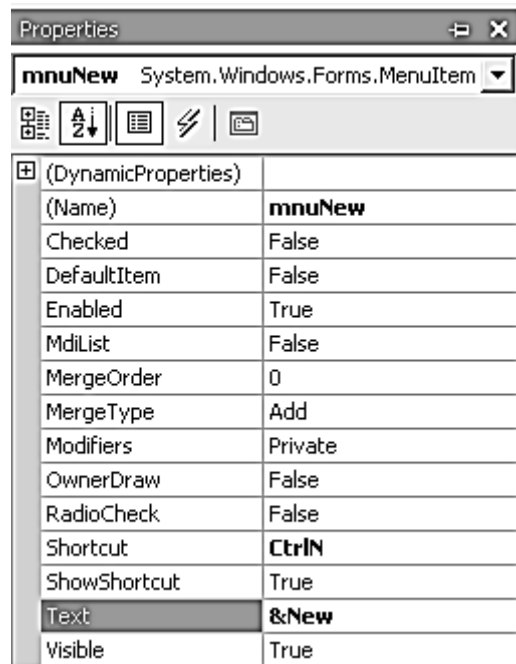 Properties
mnuNew System.Windows.Forms.MenuItem
(DynamicProperties)
(Name) mnuNew
Checked False
DefaultItem False
Enabled True
MdiList False
MergeOrder 0
MergeType Add
Modifiers Private
OwnerDraw False
RadioCheck False
Shortcut CtrlN
ShowShortcut True
Text &New
Visible True